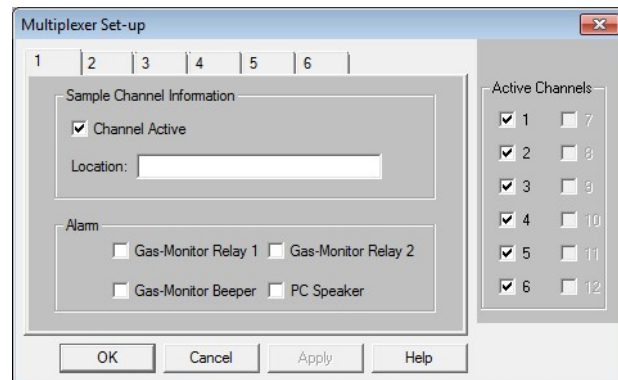 Multiplexer Set-up
1 2 3 4 5 6
Sample Channel Information
Channel Active
Location:
Alarm
Gas-Monitor Relay 1 Gas-Monitor Relay 2
Gas-Monitor Beeper PC Speaker
OK Cancel Apply Help
Active Channels
1 7
2 8
3 9
4 10
5 11
6 12